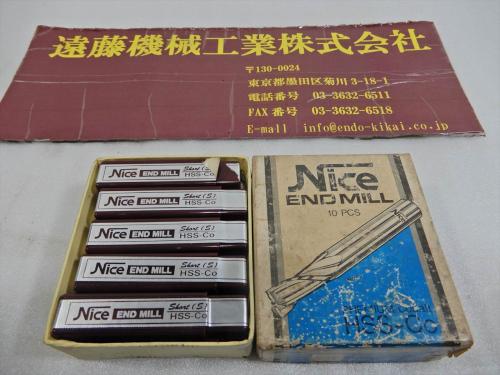 遠藤機械工業株式会社
〒130-0024
東京都墨田区菊川3-18-1
電話番号 03-3632-6511
FAX番号 03-3632-6518
E-mall info@endo-kikai.co.jp
Nice END MILL Short (S)
HSS-Co
Nice END MILL Short (S)
HSS-Co
Nice END MILL Short (S)
HSS-Co
Nice END MILL Short (S)
HSS-Co
Nice END MILL Short (S)
HSS-Co
Nice
END MILL
10 PCS
HSS-Co